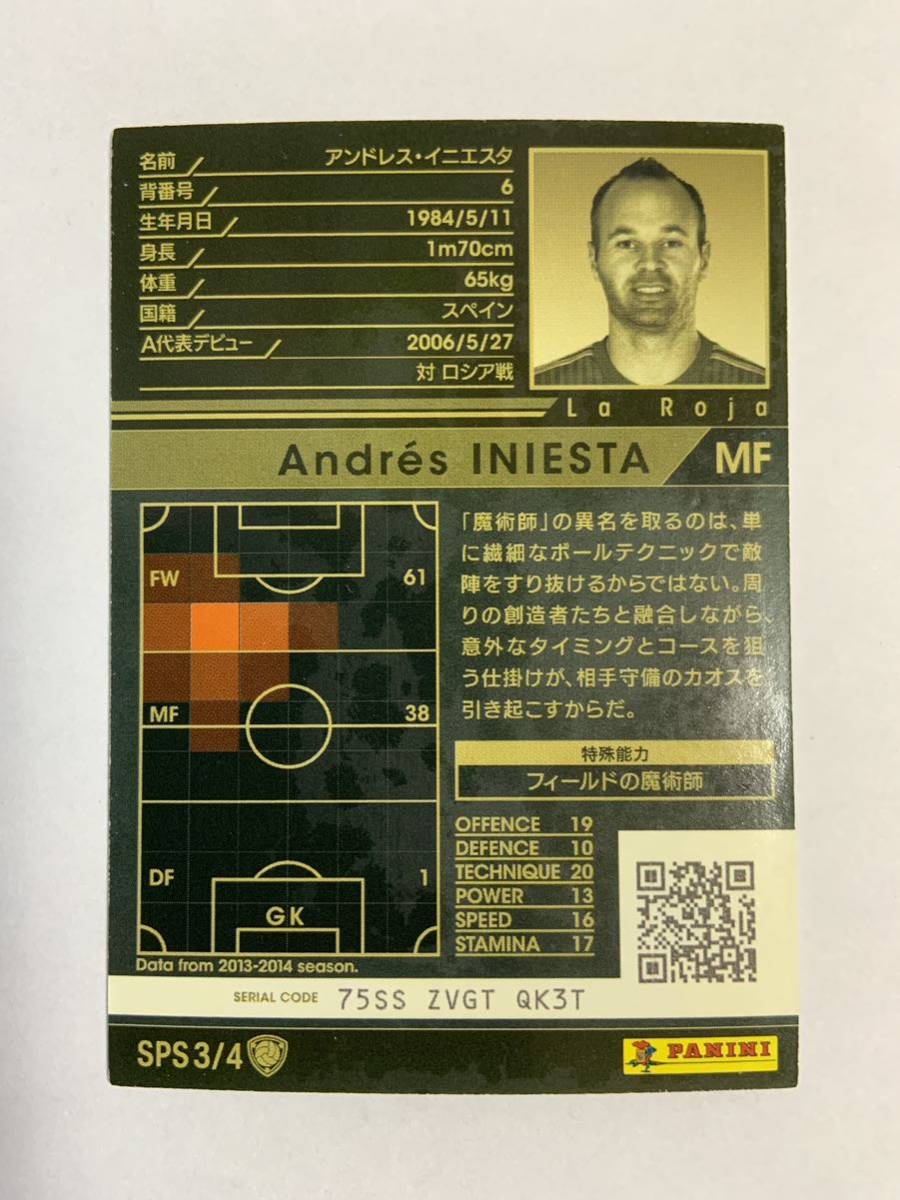 名前 アンドレス・イニエスタ
背番号 6
生年月日 1984/5/11
身長 1m70cm
体重 65kg
国籍 スペイン
A代表デビュー 2006/5/27
対 ロシア戦
La Roja
Andrés INIESTA MF
FW 61
MF 38
DF 1
GK
Data from 2013-2014 season.
「魔術師」の異名を取るのは、単
に繊細なボールテクニックで敵
陣をすり抜けるからではない。周
りの創造者たちと融合しながら、
意外なタイミングとコースを狙
う仕掛けが、相手守備のカオスを
引き起こすからだ。
特殊能力
フィールドの魔術師
OFFENCE 19
DEFENCE 10
TECHNIQUE 20
POWER 13
SPEED 16
STAMINA 17
SERIAL CODE 75SS ZVGT QK3T
SPS 3/4
PANINI